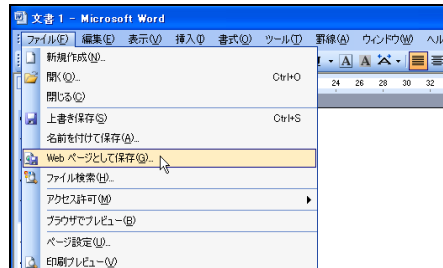 文書 1 - Microsoft Word
ファイル(F) 編集(E) 表示(V) 挿入(I) 書式(O) ツール(T) 罫線(A) ウィンドウ(W) ヘル
新規作成(N)...
開く(O)... Ctrl+O
閉じる(C)
上書き保存(S) Ctrl+S
名前を付けて保存(A)...
Web ページとして保存(G)...
ファイル検索(H)...
アクセス許可(M)
ブラウザでプレビュー(B)
ページ設定(U)...
印刷プレビュー(V)
A A
24 26 28 30 32